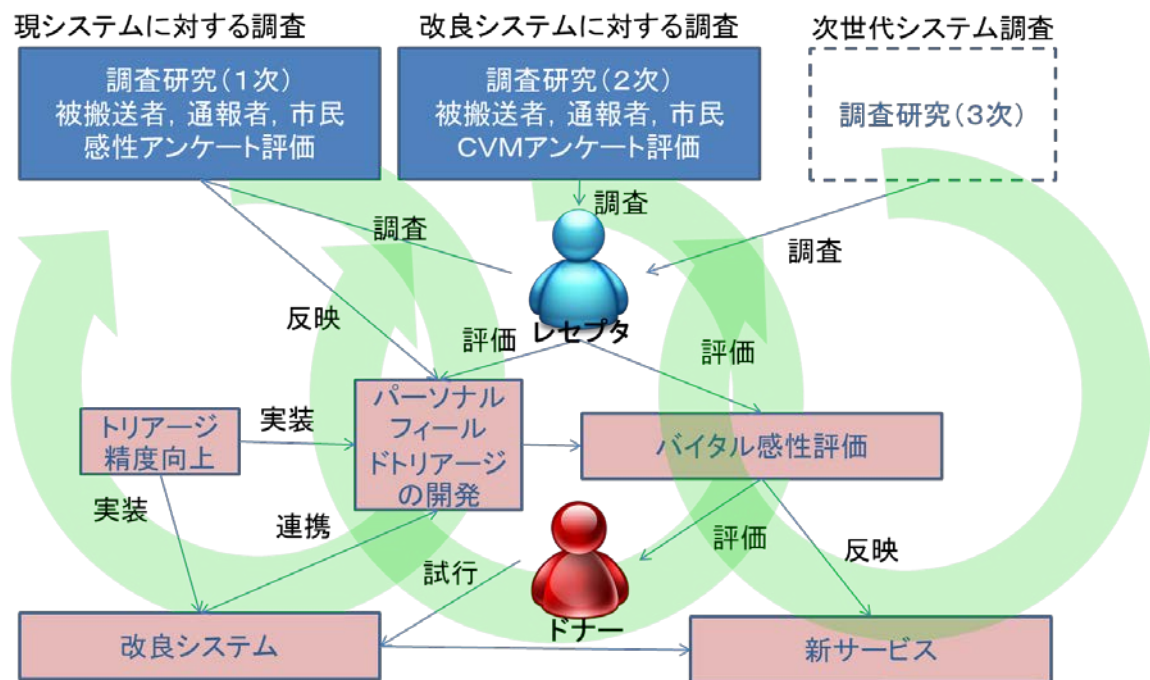 現システムに対する調査
改良システムに対する調査
次世代システム調査
調査研究(1次)
被搬送者, 通報者, 市民
感性アンケート評価
調査研究(2次)
被搬送者, 通報者, 市民
CVMアンケート評価
調査研究(3次)
調査
調査
調査
反映
レセプタ
評価
評価
トリアージ
精度向上
実装
パーソナル
フィール
ドトリアージ
の開発
バイタル感性評価
実装
連携
試行
評価
反映
ドナー
改良システム
新サービス